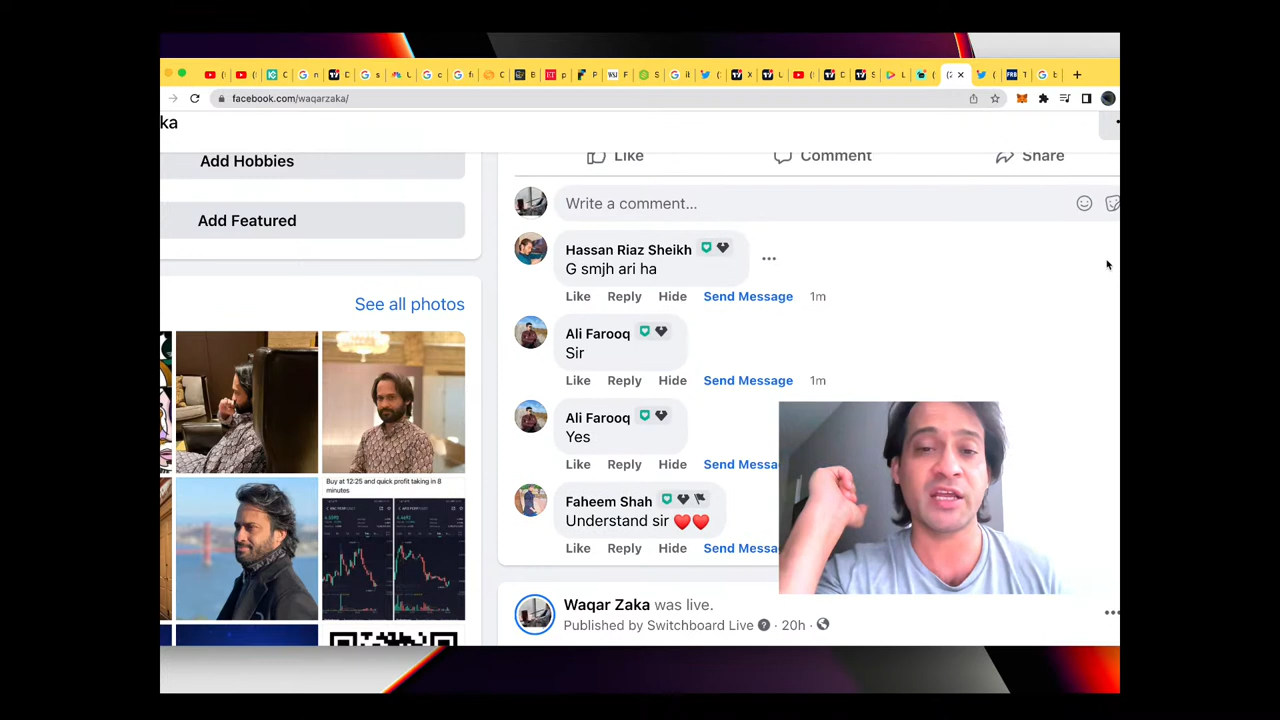 facebook.com/waqarzaka/
ka
Add Hobbies
Add Featured
See all photos
Buy at 12:25 and quick profit taking in 8
minutes
Like Comment Share
Write a comment...
Hassan Riaz Sheikh
G smjh ari ha
Like Reply Hide Send Message 1m
Ali Farooq
Sir
Like Reply Hide Send Message 1m
Ali Farooq
Yes
Like Reply Hide Send Messa
Faheem Shah
Understand sir ❤️❤️
Like Reply Hide Send Messa
Waqar Zaka was live.
Published by Switchboard Live · 20h ·